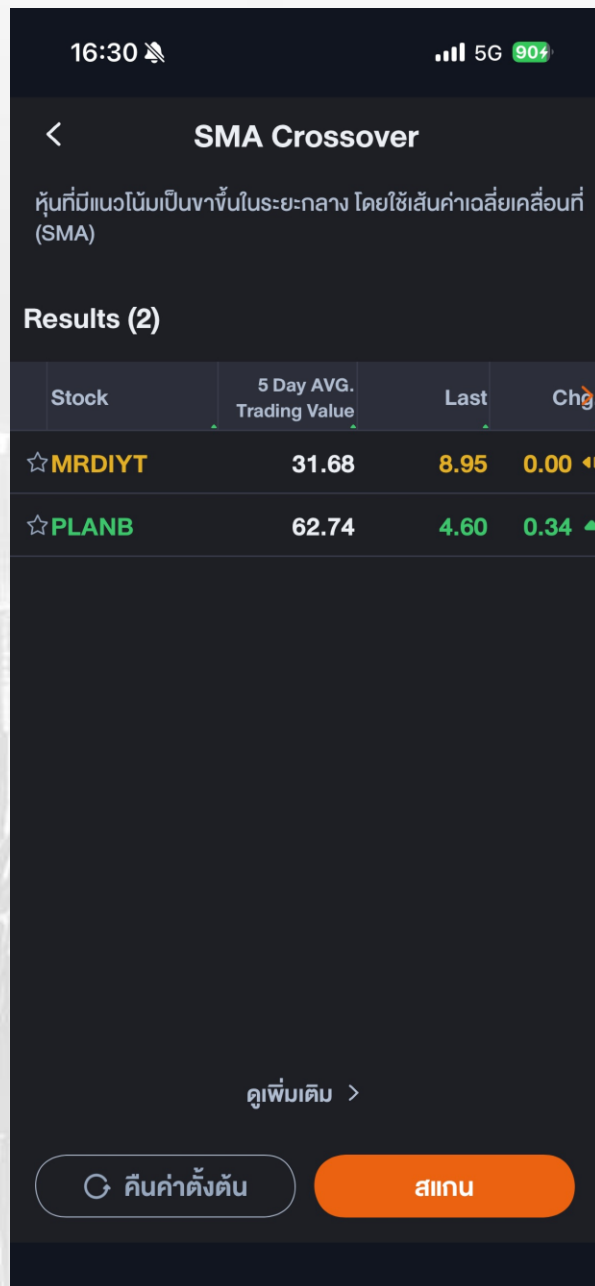 16:30
5G 90
SMA Crossover
หุ้นที่มีแนวโน้มเป็นขาขึ้นในระยะกลาง โดยใช้เส้นค่าเฉลี่ยเคลื่อนที่
(SMA)
Results (2)
Stock 5 Day AVG. Trading Value Last Chg
MRDIYT 31.68 8.95 0.00
PLANB 62.74 4.60 0.34
ดูเพิ่มเติม >
คืนค่าตั้งต้น
สแกน